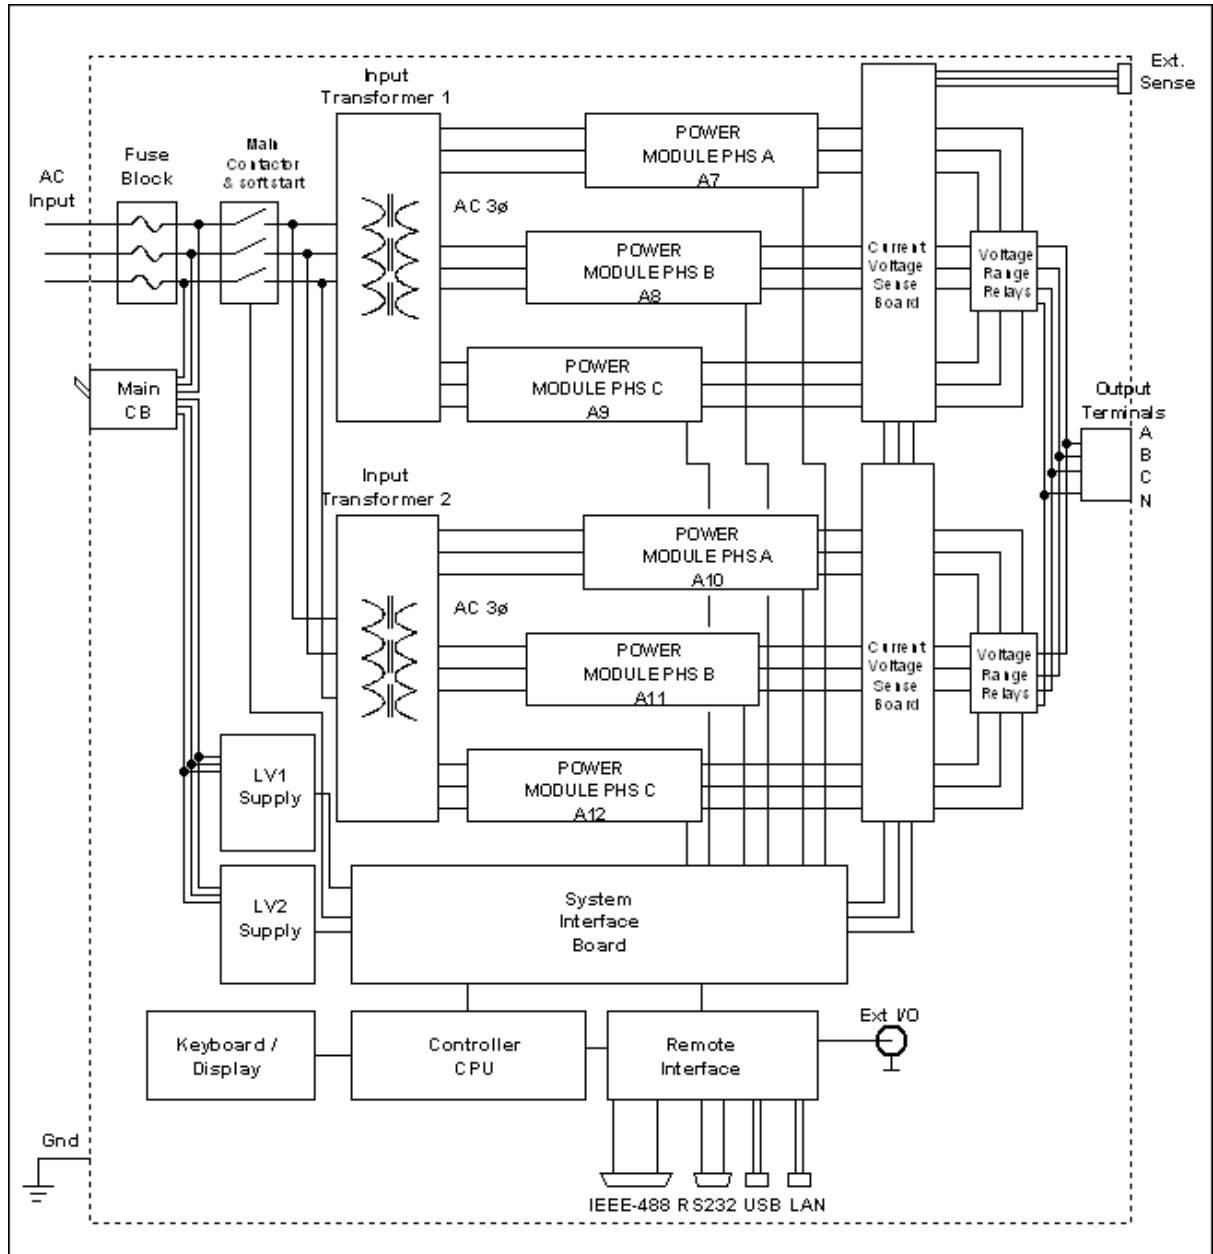 Ext.
Sense
Input
Transformer 1
Main
Contactor
& soft start
Fuse
Block
AC
Input
POWER
MODULE PHS A
A7
AC 3ø
POWER
MODULE PHS B
A8
Current
Voltage
Sense
Board
Voltage
Range
Relays
POWER
MODULE PHS C
A9
Main
CB
Output
Terminals
A
B
C
N
Input
Transformer 2
POWER
MODULE PHS A
A10
AC 3ø
POWER
MODULE PHS B
A11
Current
Voltage
Sense
Board
Voltage
Range
Relays
POWER
MODULE PHS C
A12
LV1
Supply
LV2
Supply
System
Interface
Board
Keyboard /
Display
Controller
CPU
Remote
Interface
Ext I/O
Gnd
IEEE-488 RS232 USB LAN